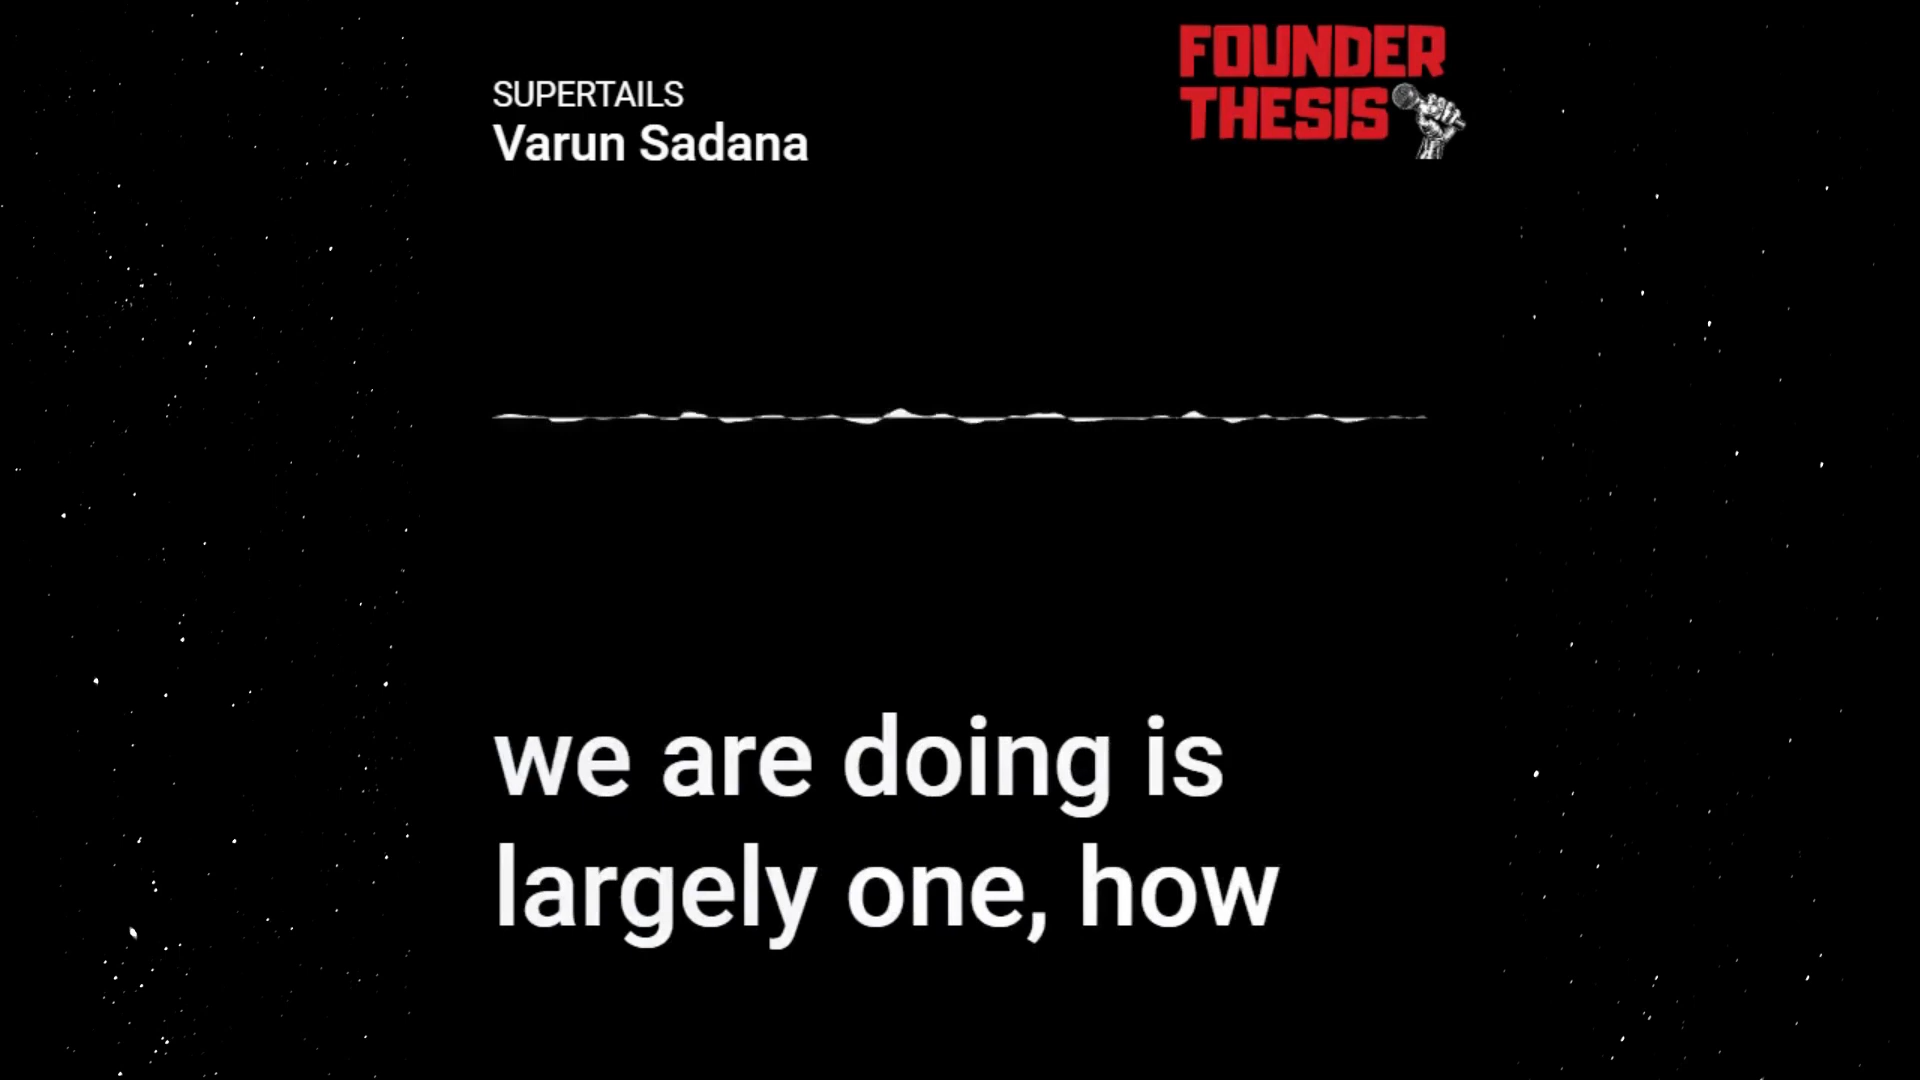 SUPERTAILS
Varun Sadana
FOUNDER
THESIS
we are doing is
largely one, how